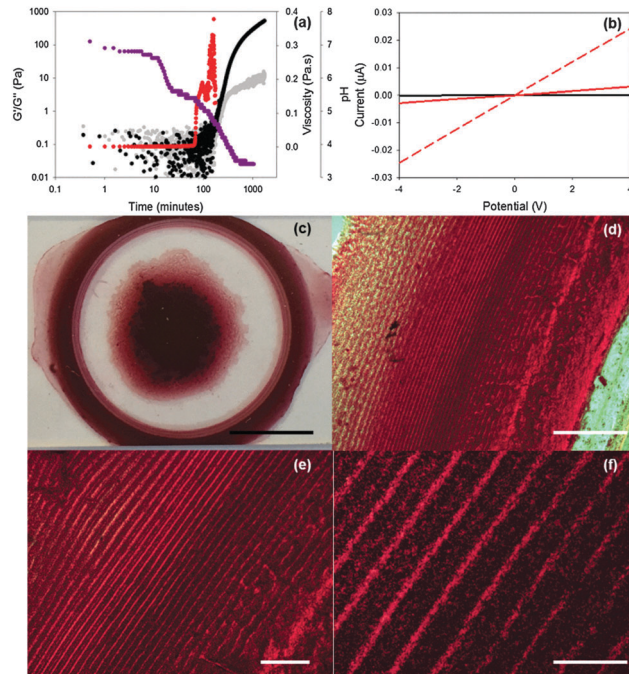 (a)
1000
100
10
1
0.1
0.01
G'/G'' (Pa)
0.1 1 10 100 1000
Time (minutes)
0.4
0.3
0.2
0.1
0.0
Viscosity (Pa.s)
8
7
6
5
4
3
pH
(b)
0.03
0.02
0.01
0.00
-0.01
-0.02
-0.03
Current (µA)
-4 -2 0 2 4
Potential (V)
(c)
(d)
(e)
(f)